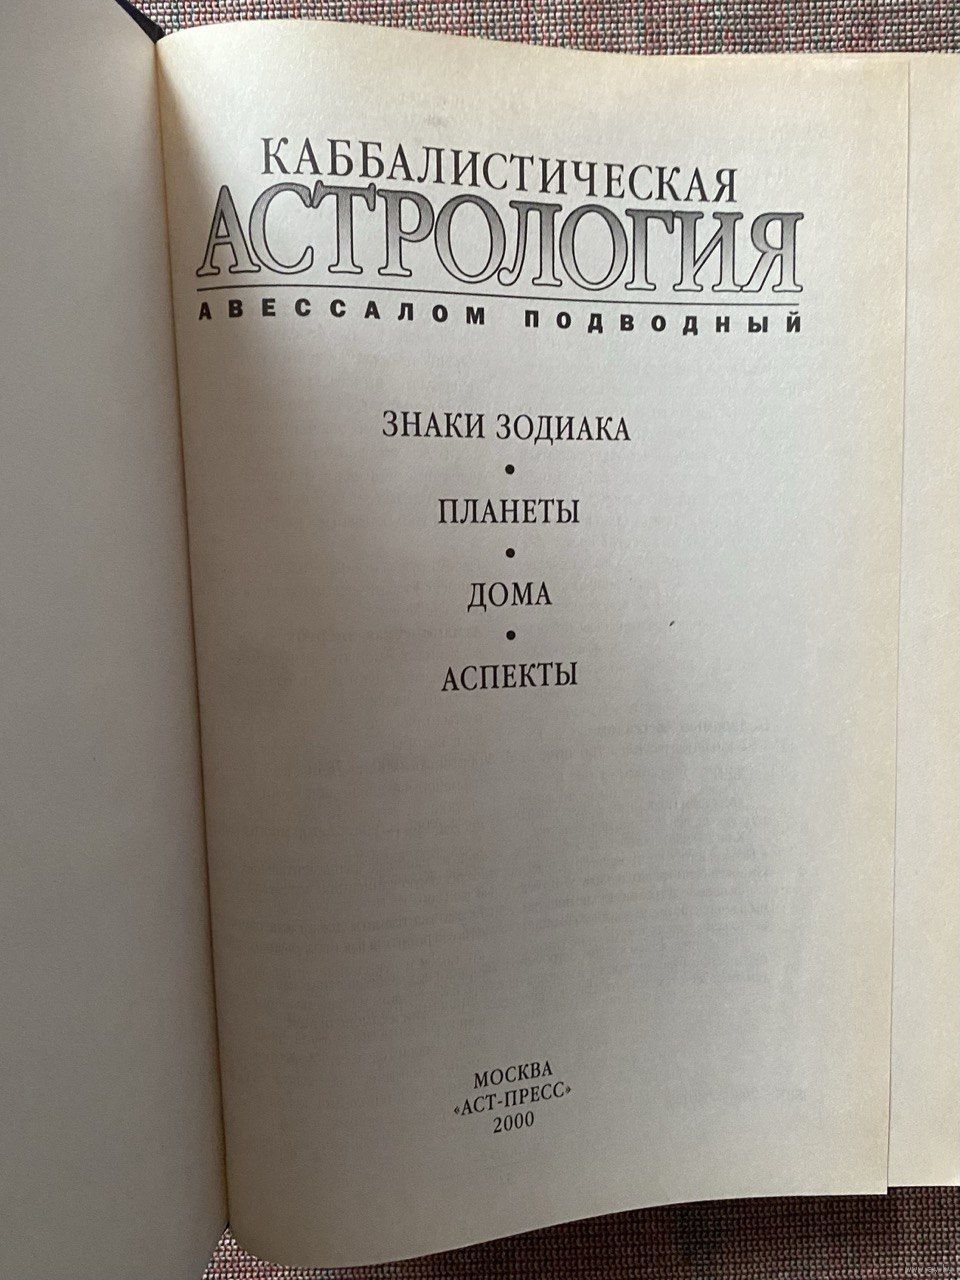 КАББАЛИСТИЧЕСКАЯ
АСТРОЛОГИЯ
АВЕССАЛОМ ПОДВОДНЫЙ
ЗНАКИ ЗОДИАКА
•
ПЛАНЕТЫ
•
ДОМА
•
АСПЕКТЫ
МОСКВА
«АСТ-ПРЕСС»
2000